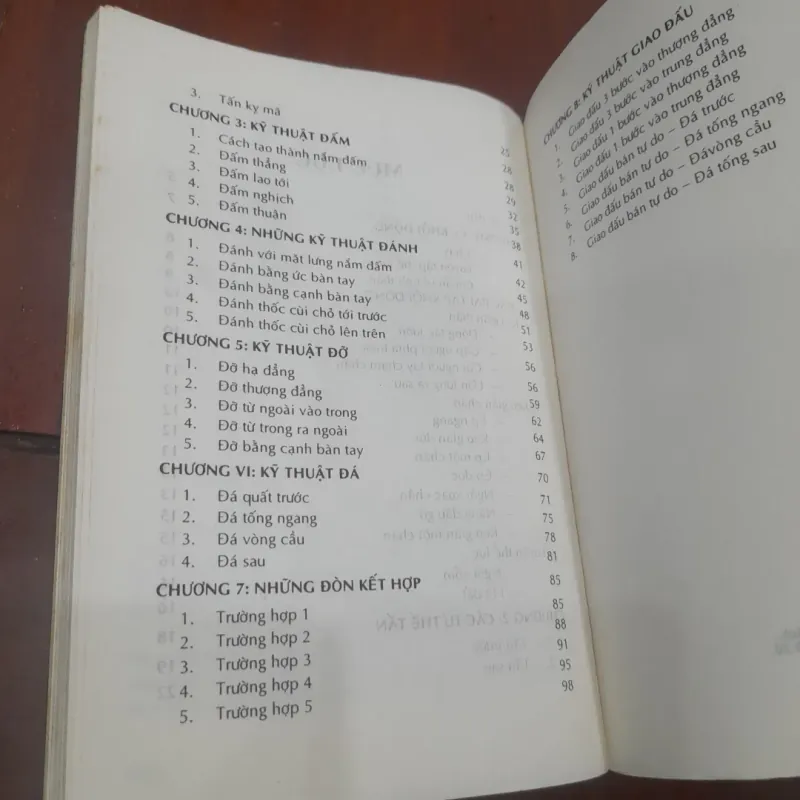 3. Tấn kỵ mã 25
CHƯƠNG 3: KỸ THUẬT ĐẤM 28
1. Cách tạo thành nắm đấm 28
2. Đấm thẳng 29
3. Đấm lao tới 32
4. Đấm nghịch 35
5. Đấm thuận 38
CHƯƠNG 4: NHỮNG KỸ THUẬT ĐÁNH 41
1. Đánh với mặt lưng nắm đấm 42
2. Đánh bằng ức bàn tay 45
3. Đánh bằng cạnh bàn tay 48
4. Đánh thốc cùi chỏ tới trước 51
5. Đánh thốc cùi chỏ lên trên 53
CHƯƠNG 5: KỸ THUẬT ĐỠ 56
1. Đỡ hạ đẳng 56
2. Đỡ thượng đẳng 59
3. Đỡ từ ngoài vào trong 62
4. Đỡ từ trong ra ngoài 64
5. Đỡ bằng cạnh bàn tay 67
CHƯƠNG VI: KỸ THUẬT ĐÁ 70
1. Đá quất trước 71
2. Đá tống ngang 75
3. Đá vòng cầu 78
4. Đá sau 81
CHƯƠNG 7: NHỮNG ĐÒN KẾT HỢP 85
1. Trường hợp 1 85
2. Trường hợp 2 88
3. Trường hợp 3 91
4. Trường hợp 4 95
5. Trường hợp 5 98
CHƯƠNG 8: KỸ THUẬT GIAO ĐẤU
1. Giao đấu 3 bước vào thượng đẳng
2. Giao đấu 3 bước vào trung đẳng
3. Giao đấu 1 bước vào thượng đẳng
4. Giao đấu 1 bước vào trung đẳng
5. Giao đấu bán tự do – Đá trước
6. Giao đấu bán tự do – Đá tống ngang
7. Giao đấu bán tự do – Đávòng cầu
8. Giao đấu bán tự do – Đá tống sau